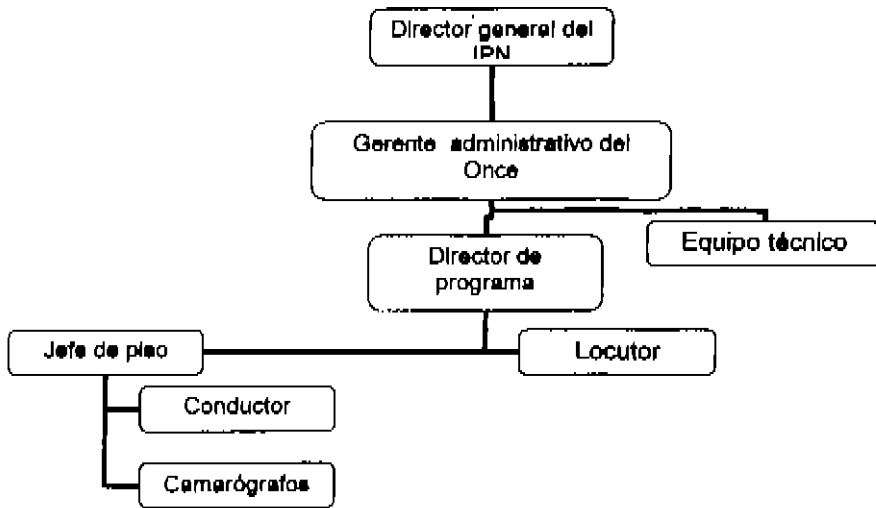 Director general del
IPN
Gerente administrativo del
Once
Equipo técnico
Director de
programa
Jefe de piso
Locutor
Conductor
Camarógrafos